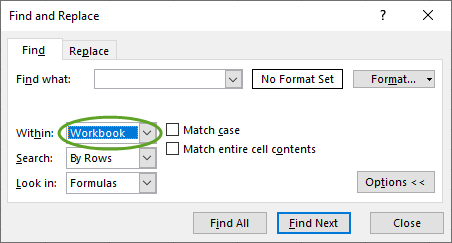 Find and Replace
Find Replace
Find what: No Format Set Format...
Within: Workbook Match case
Search: By Rows Match entire cell contents
Look in: Formulas Options <<
Find All Find Next Close